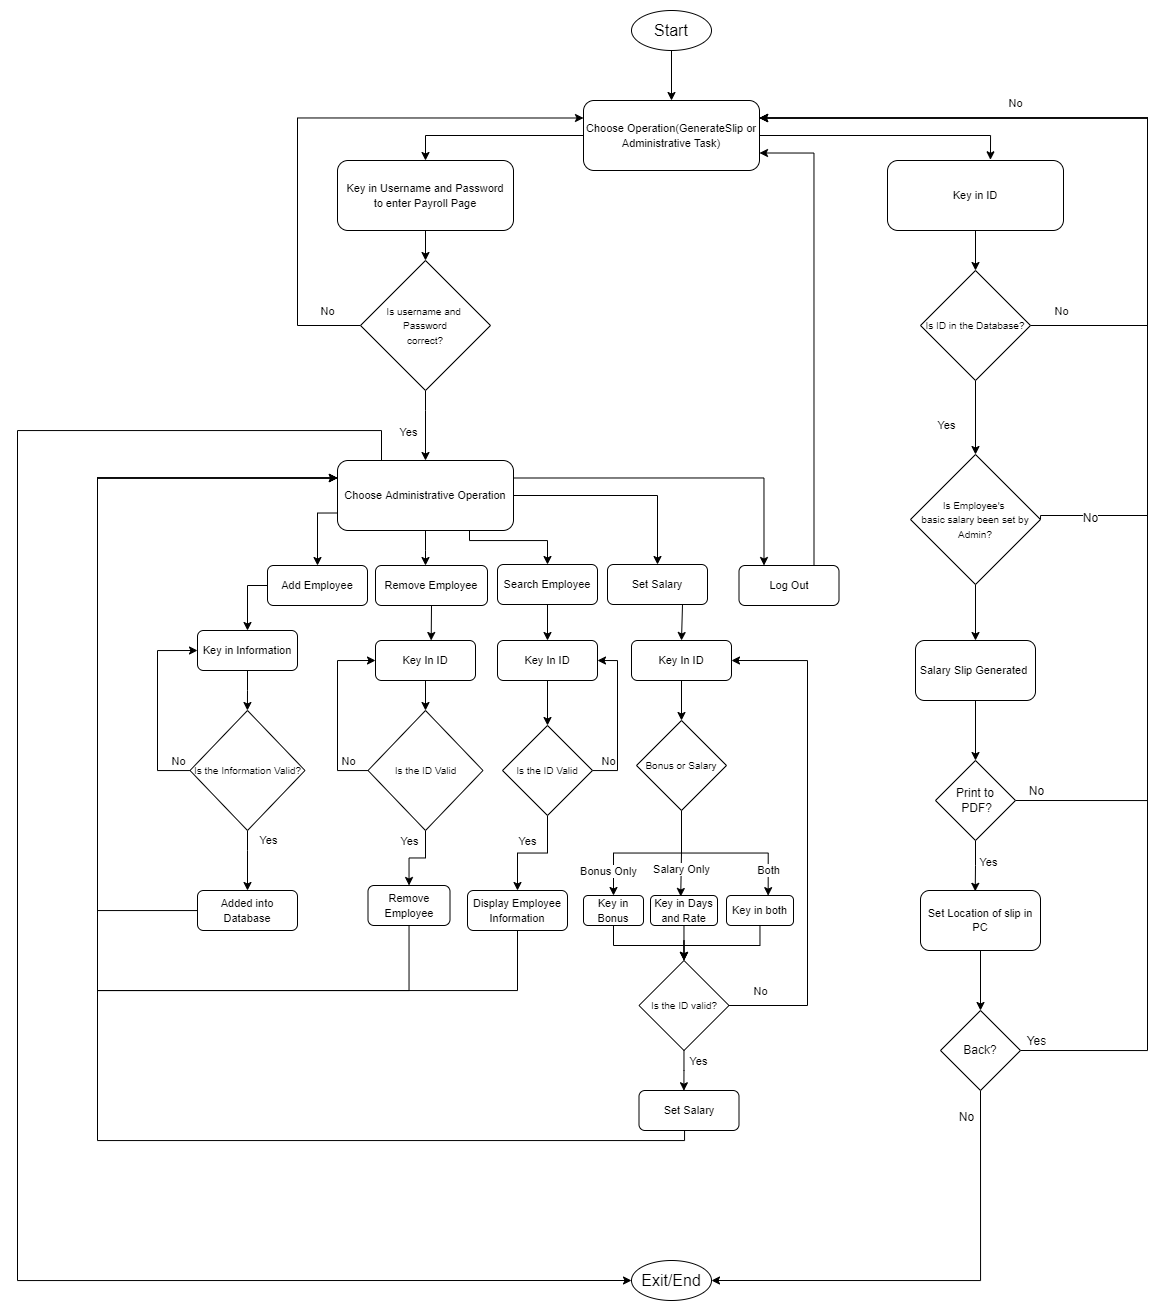 Start
No
Choose Operation(GenerateSlip or
Administrative Task)
Key in Username and Password
to enter Payroll Page
Key in ID
No
Is username and
Password
correct?
No
Is ID in the Database?
Yes
Yes
Choose Administrative Operation
Is Employee's
basic salary been set by
Admin?
No
Add Employee
Remove Employee
Search Employee
Set Salary
Log Out
Key in Information
Key In ID
Key In ID
Key In ID
Salary Slip Generated
No
Is the Information Valid?
No
Is the ID Valid
Is the ID Valid
No
Bonus or Salary
Print to
PDF?
No
Yes
Yes
Yes
Bonus Only
Salary Only
Both
Yes
Added into
Database
Remove
Employee
Display Employee
Information
Key in
Bonus
Key in Days
and Rate
Key in both
Set Location of slip in
PC
Is the ID valid?
No
Yes
Back?
Yes
Set Salary
No
Exit/End